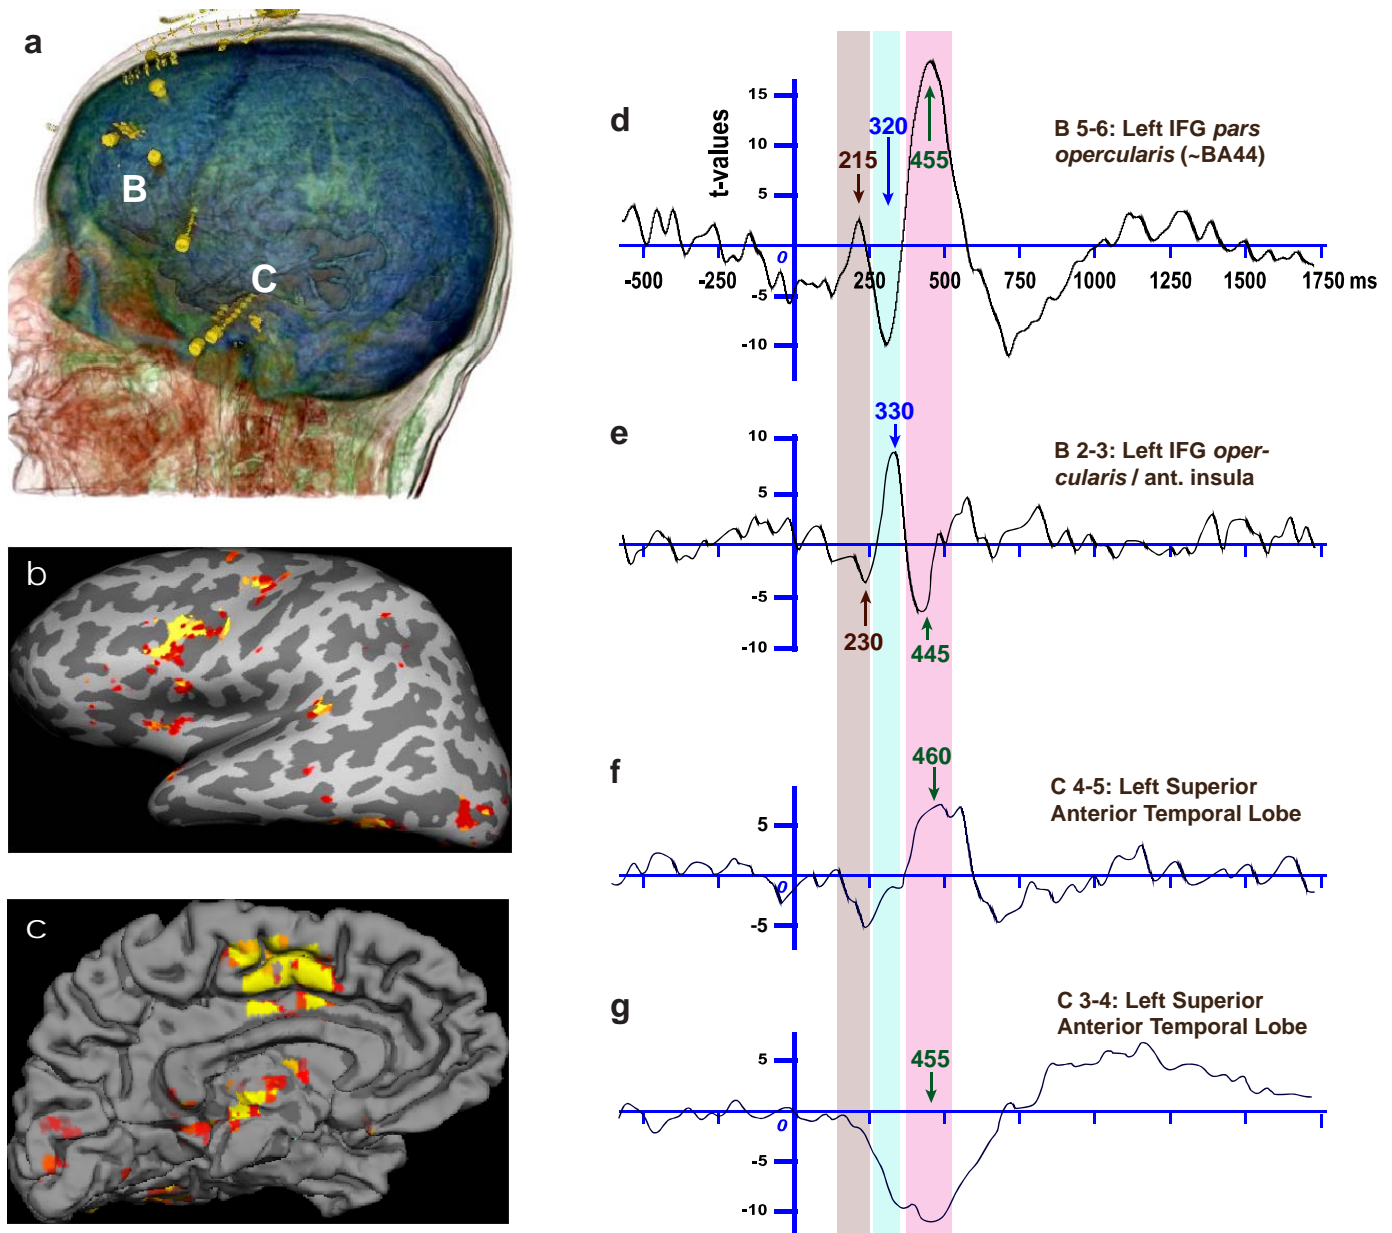 a
B
C
b
c
t-values
d
15
10
5
0
-5
-10
320
215
455
B 5-6: Left IFG pars
opercularis (~BA44)
-500
-250
250
500
750
1000
1250
1500
1750 ms
e
10
5
-5
-10
330
230
445
B 2-3: Left IFG oper-
cularis / ant. insula
f
5
0
-5
460
C 4-5: Left Superior
Anterior Temporal Lobe
g
5
0
-5
-10
455
C 3-4: Left Superior
Anterior Temporal Lobe